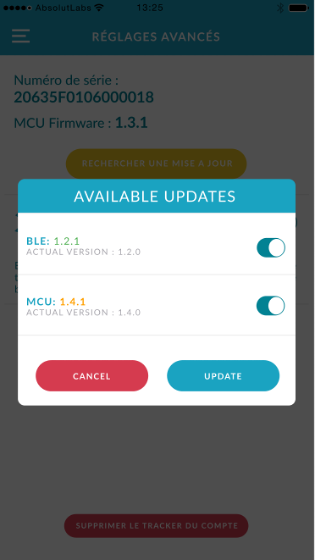 AbsolutLabs 13:25
RÉGLAGES AVANCÉS
Numéro de série :
20635F0106000018
MCU Firmware : 1.3.1
RECHERCHER UNE MISE À JOUR
AVAILABLE UPDATES
BLE: 1.2.1
ACTUAL VERSION : 1.2.0
MCU: 1.4.1
ACTUAL VERSION : 1.4.0
CANCEL UPDATE
SUPPRIMER LE TRACKER DU COMPTE